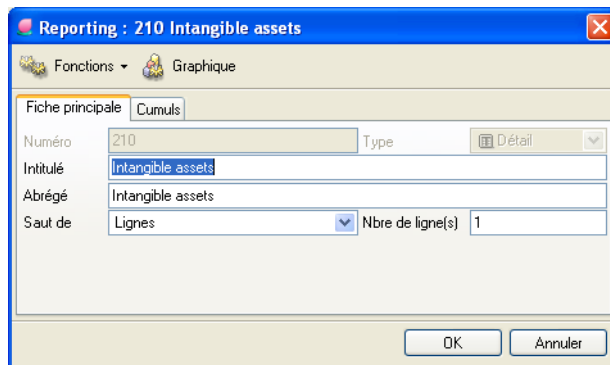 Reporting : 210 Intangible assets
Fonctions Graphique
Fiche principale Cumuls
Numéro 210 Type Détail
Intitulé Intangible assets
Abrégé Intangible assets
Saut de Lignes Nbre de ligne(s) 1
OK Annuler